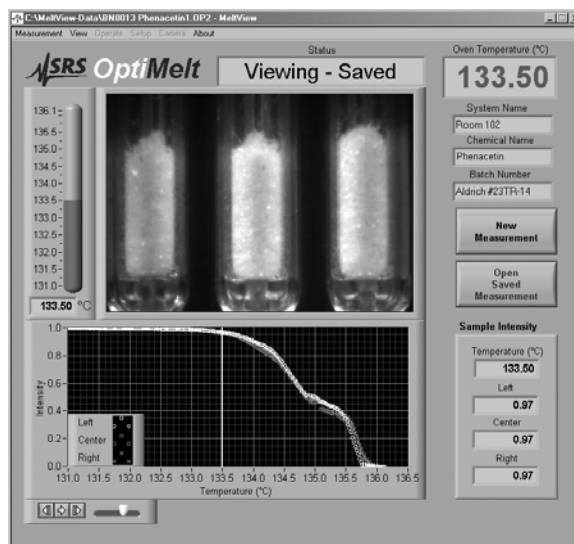 C:\MeltView-Data\BN0013 Phenacetin1.OP2 - MeltView
Measurement View Operate Setup Camera About
SRS OptiMelt
Status
Viewing - Saved
Oven Temperature (°C)
133.50
System Name
Room 102
Chemical Name
Phenacetin
Batch Number
Aldrich #23TR-14
New
Measurement
Open
Saved
Measurement
136.1
135.5
135.0
134.5
134.0
133.5
133.0
132.5
132.0
131.5
131.0
133.50 °C
Intensity
1.0
0.8
0.6
0.4
0.2
0.0
Left
Center
Right
131.0 131.5 132.0 132.5 133.0 133.5 134.0 134.5 135.0 135.5 136.0 136.5
Temperature (°C)
Sample Intensity
Temperature (°C)
133.50
Left
0.97
Center
0.97
Right
0.97